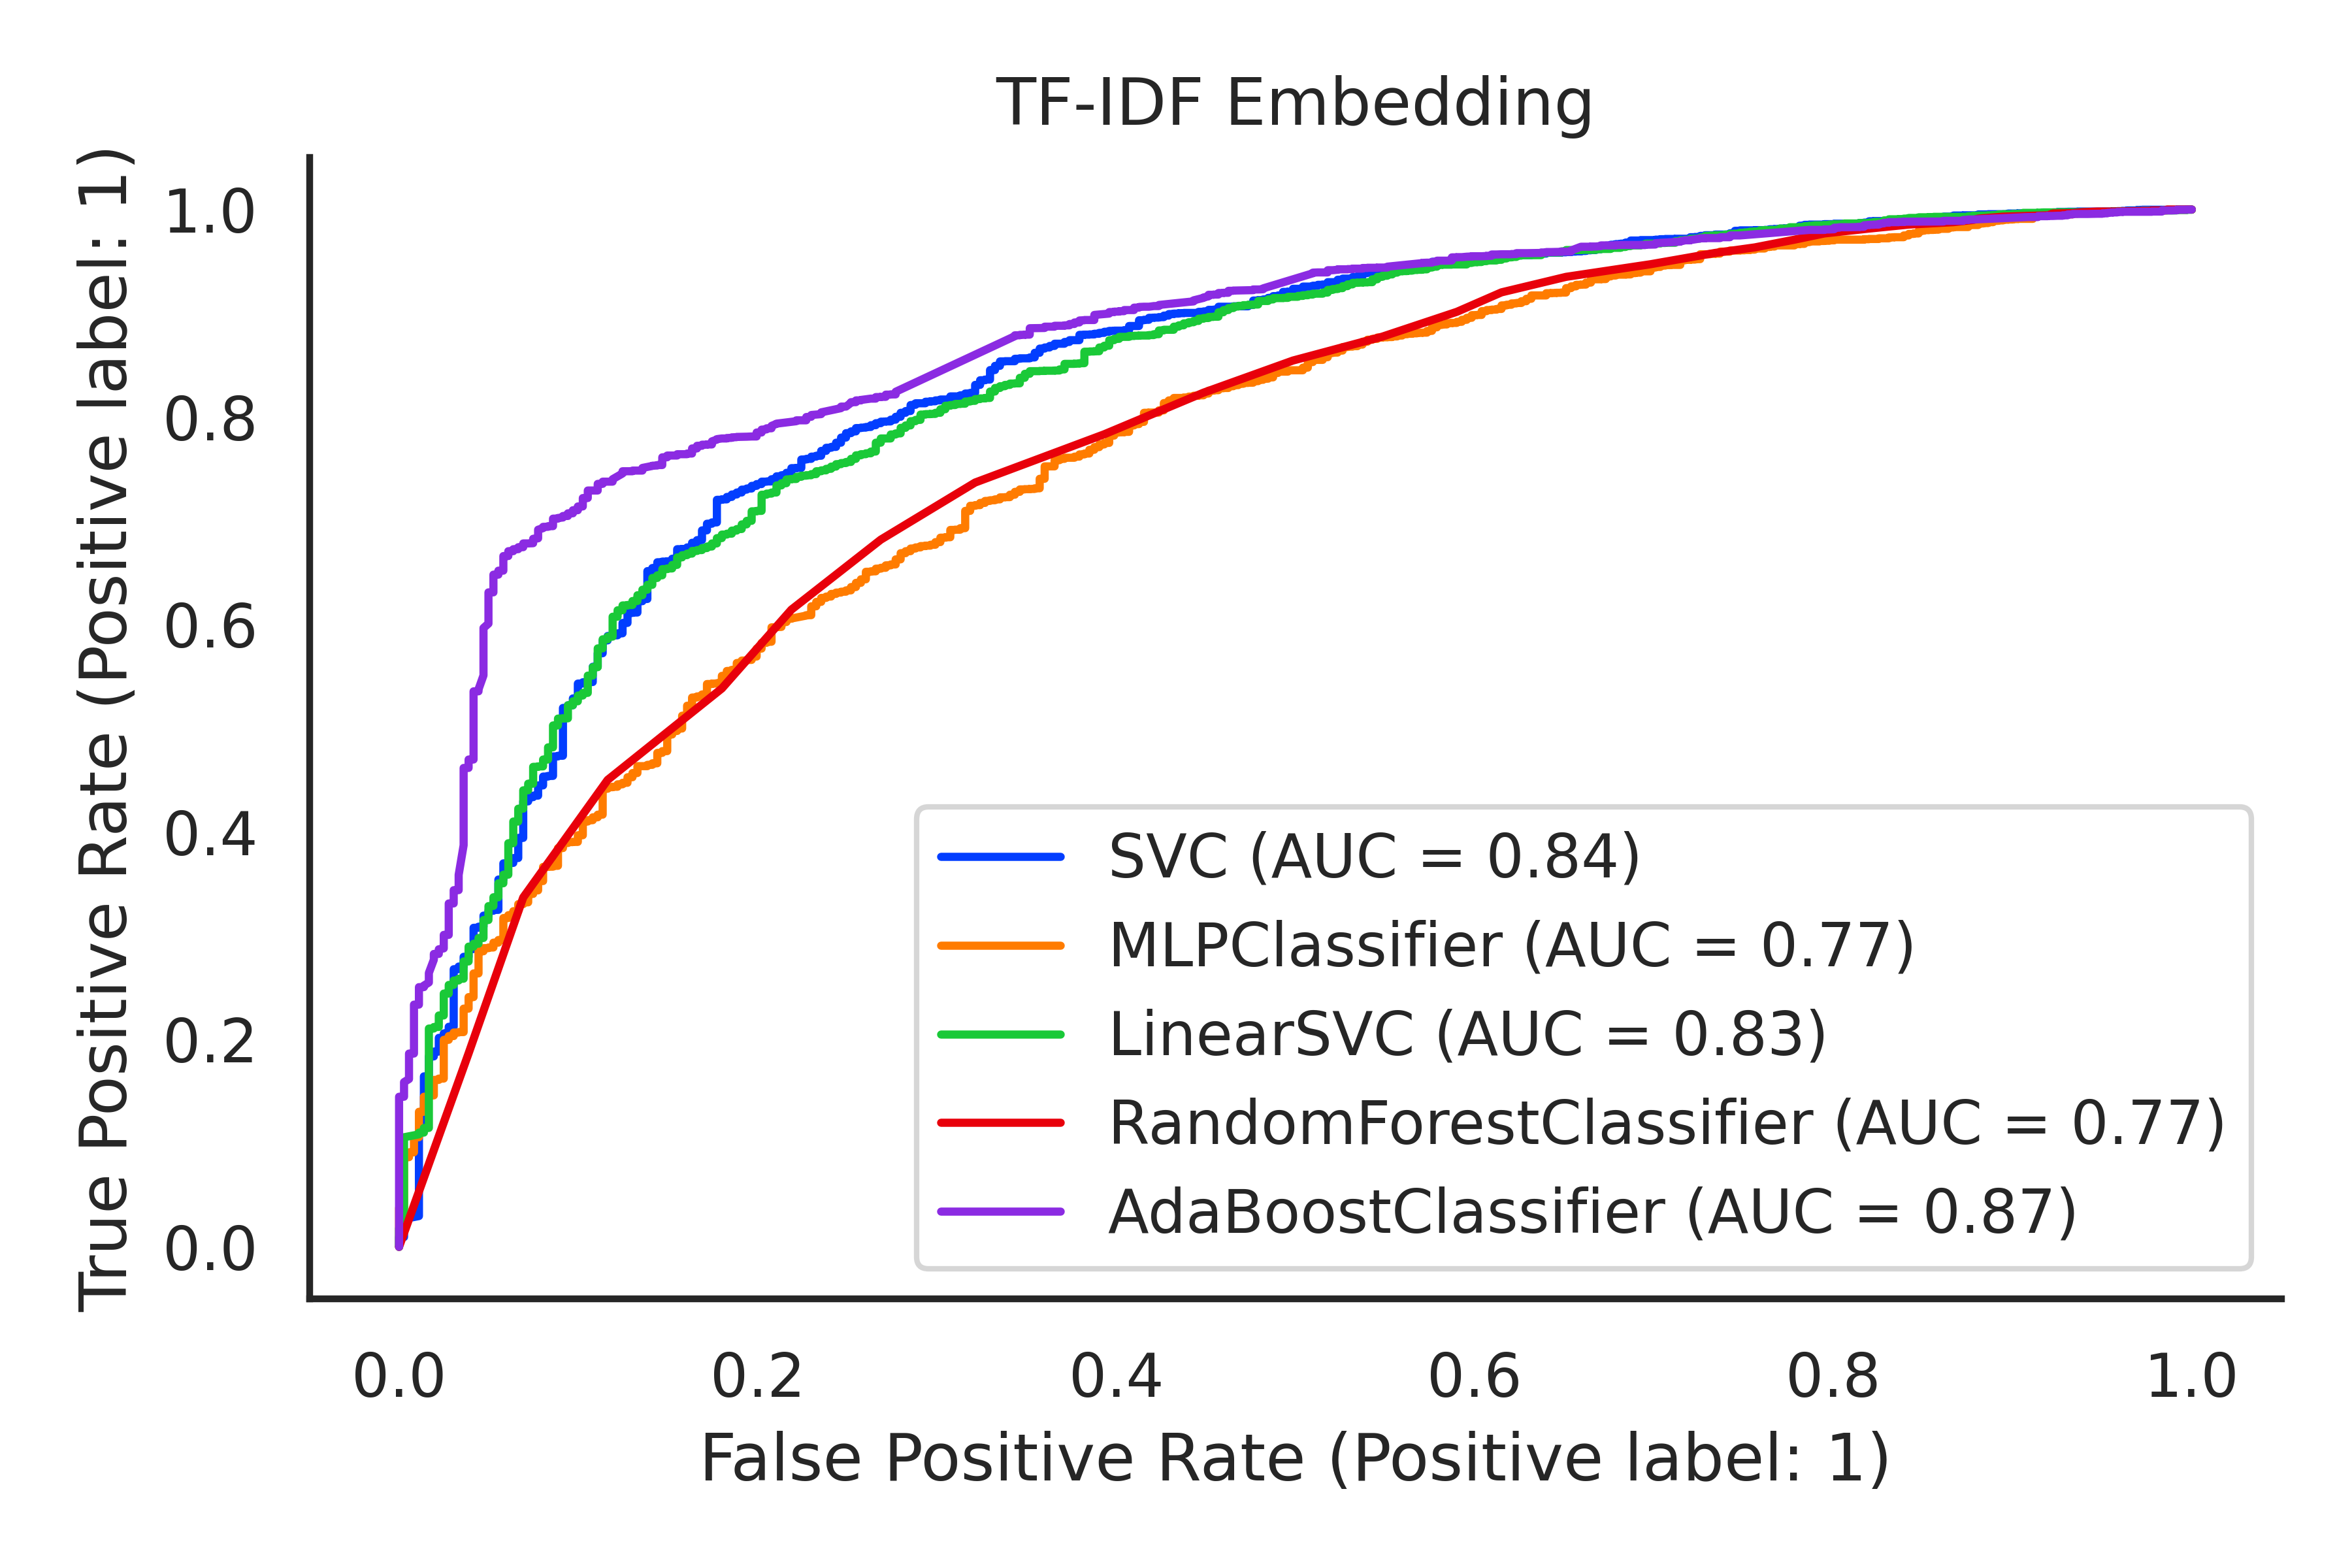 TF-IDF Embedding
True Positive Rate (Positive label: 1)
1.0
0.8
0.6
0.4
0.2
0.0
SVC (AUC = 0.84)
MLPClassifier (AUC = 0.77)
LinearSVC (AUC = 0.83)
RandomForestClassifier (AUC = 0.77)
AdaBoostClassifier (AUC = 0.87)
0.0 0.2 0.4 0.6 0.8 1.0
False Positive Rate (Positive label: 1)